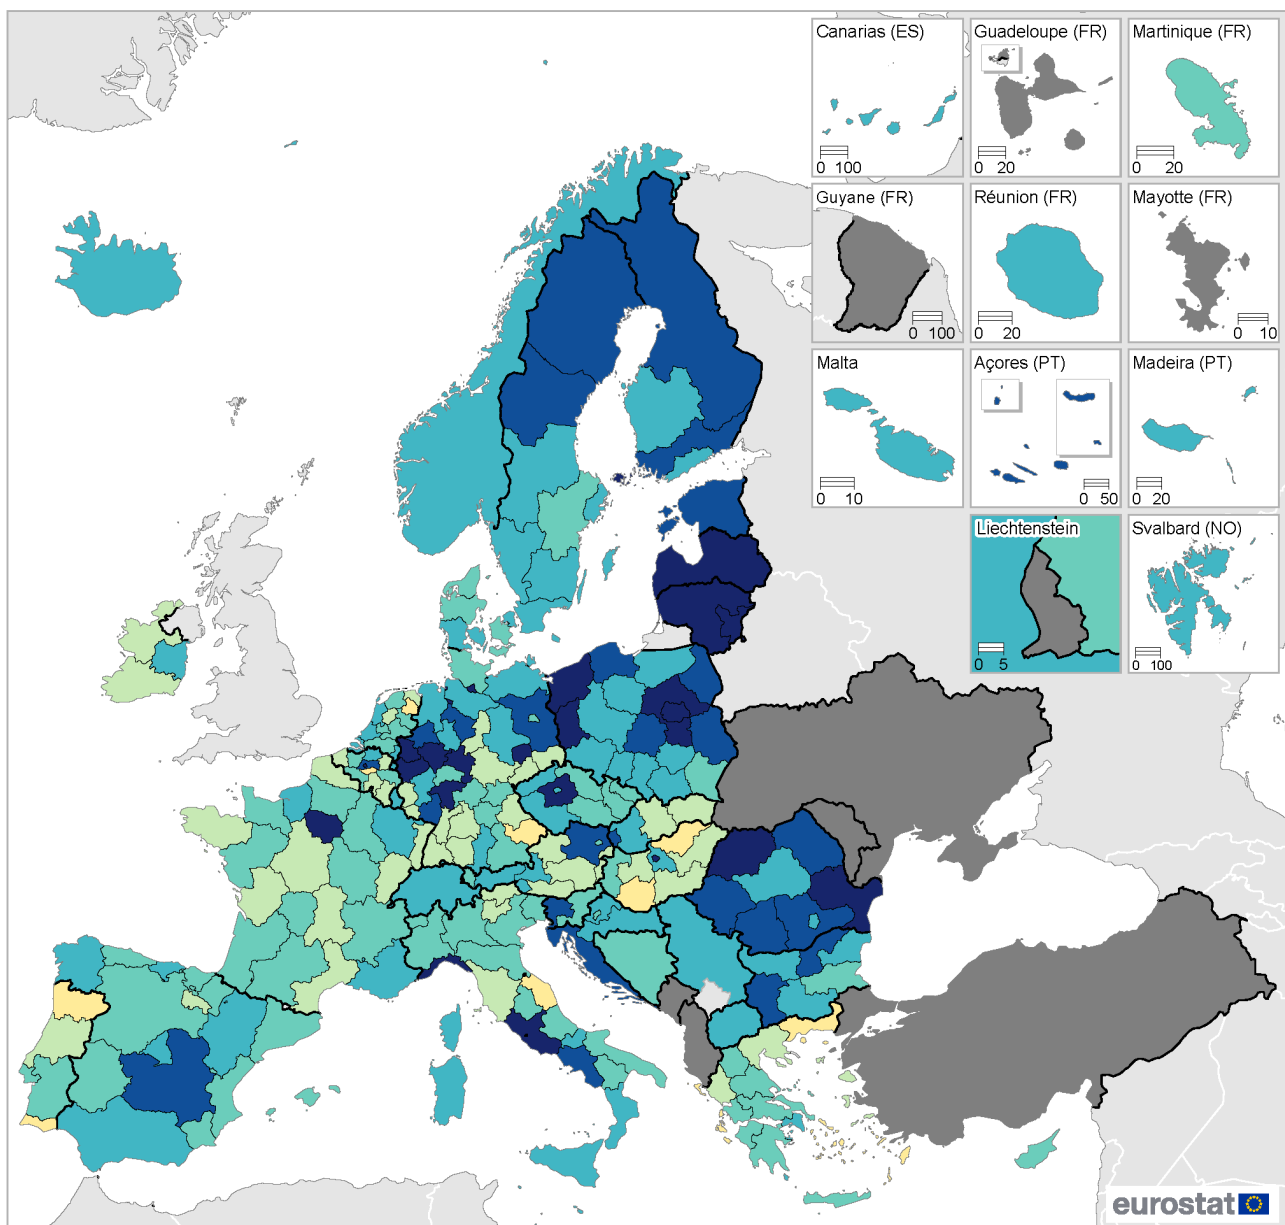 Canarias (ES)
0 100
Guadeloupe (FR)
0 20
Martinique (FR)
0 20
Guyane (FR)
0 100
Réunion (FR)
0 20
Mayotte (FR)
0 10
Malta
0 10
Açores (PT)
0 50
Madeira (PT)
0 20
Liechtenstein
0 5
Svalbard (NO)
0 100
eurostat